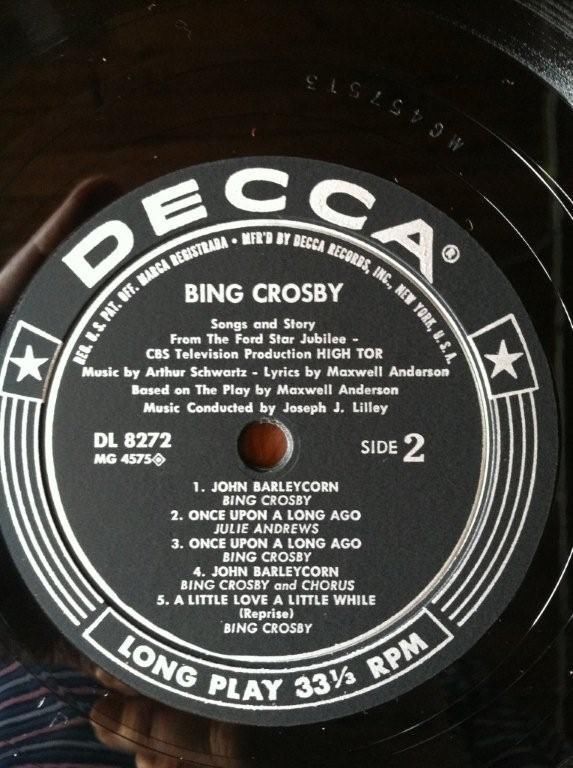 MG457513
DECCA®
REG. U.S. PAT. OFF. MARCA REGISTRADA • MFR'D BY DECCA RECORDS, INC., NEW YORK, U.S.A.
BING CROSBY
Songs and Story
From The Ford Star Jubilee -
CBS Television Production HIGH TOR
Music by Arthur Schwartz - Lyrics by Maxwell Anderson
Based on The Play by Maxwell Anderson
Music Conducted by Joseph J. Lilley
DL 8272
MG 4575
SIDE 2
1. JOHN BARLEYCORN
BING CROSBY
2. ONCE UPON A LONG AGO
JULIE ANDREWS
3. ONCE UPON A LONG AGO
BING CROSBY
4. JOHN BARLEYCORN
BING CROSBY and CHORUS
5. A LITTLE LOVE A LITTLE WHILE
(Reprise)
BING CROSBY
LONG PLAY 33⅓ RPM